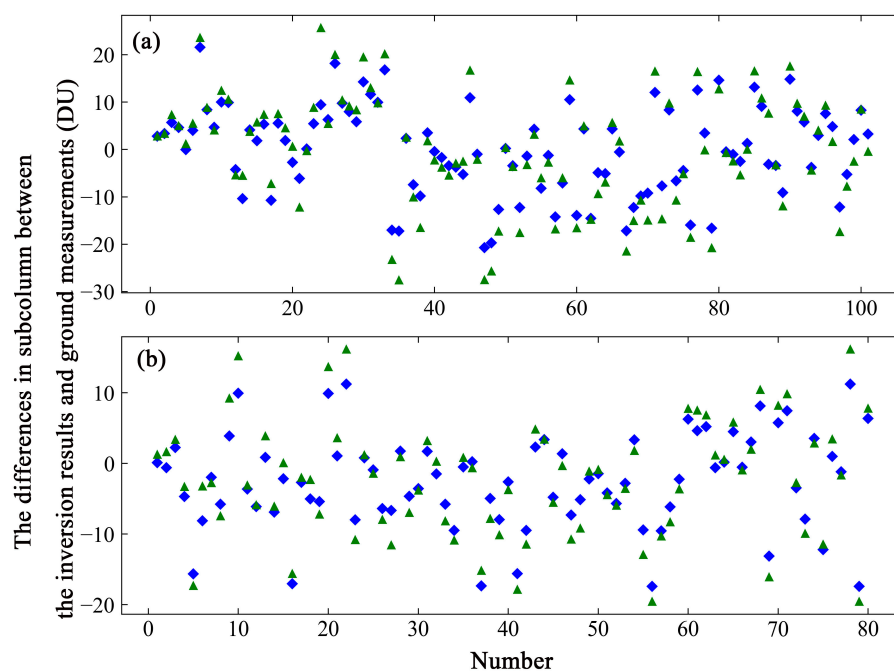 The differences in subcolumn between
the inversion results and ground measurements (DU)
(a)
20
10
0
−10
−20
−30
0 20 40 60 80 100
(b)
10
0
−10
−20
0 10 20 30 40 50 60 70 80
Number